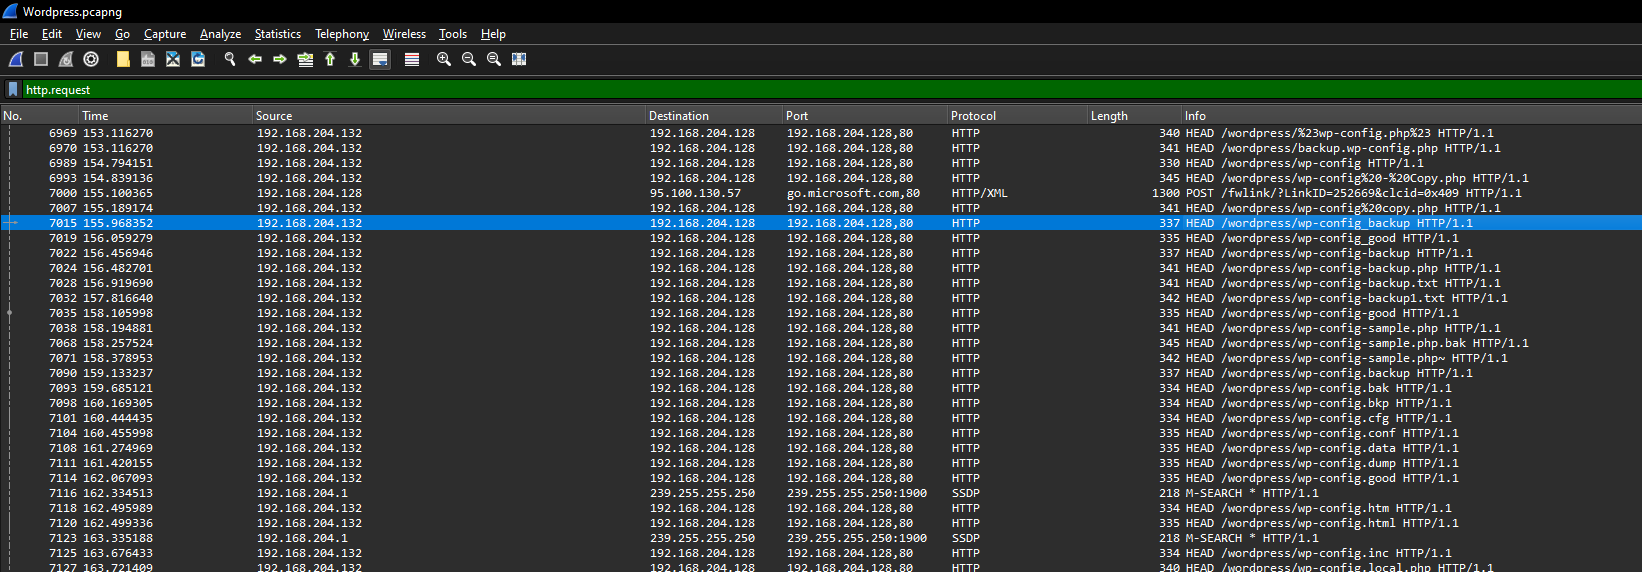 Wordpress.pcapng
File Edit View Go Capture Analyze Statistics Telephony Wireless Tools Help
http.request
No. Time Source Destination Port Protocol Length Info
6969 153.116270 192.168.204.132 192.168.204.128 192.168.204.128,80 HTTP 340 HEAD /wordpress/%23wp-config.php%23 HTTP/1.1
6970 153.116270 192.168.204.132 192.168.204.128 192.168.204.128,80 HTTP 341 HEAD /wordpress/backup.wp-config.php HTTP/1.1
6989 154.794151 192.168.204.132 192.168.204.128 192.168.204.128,80 HTTP 330 HEAD /wordpress/wp-config HTTP/1.1
6993 154.839136 192.168.204.132 192.168.204.128 192.168.204.128,80 HTTP 345 HEAD /wordpress/wp-config%20-%20Copy.php HTTP/1.1
7000 155.100365 192.168.204.128 95.100.130.57 go.microsoft.com,80 HTTP/XML 1300 POST /fwlink/?LinkID=252669&clcid=0x409 HTTP/1.1
7007 155.189174 192.168.204.132 192.168.204.128 192.168.204.128,80 HTTP 341 HEAD /wordpress/wp-config%20copy.php HTTP/1.1
7015 155.968352 192.168.204.132 192.168.204.128 192.168.204.128,80 HTTP 337 HEAD /wordpress/wp-config_backup HTTP/1.1
7019 156.059279 192.168.204.132 192.168.204.128 192.168.204.128,80 HTTP 335 HEAD /wordpress/wp-config_good HTTP/1.1
7022 156.456946 192.168.204.132 192.168.204.128 192.168.204.128,80 HTTP 337 HEAD /wordpress/wp-config-backup HTTP/1.1
7024 156.482701 192.168.204.132 192.168.204.128 192.168.204.128,80 HTTP 341 HEAD /wordpress/wp-config-backup.php HTTP/1.1
7028 156.919690 192.168.204.132 192.168.204.128 192.168.204.128,80 HTTP 341 HEAD /wordpress/wp-config-backup.txt HTTP/1.1
7032 157.816640 192.168.204.132 192.168.204.128 192.168.204.128,80 HTTP 342 HEAD /wordpress/wp-config-backup1.txt HTTP/1.1
7035 158.105998 192.168.204.132 192.168.204.128 192.168.204.128,80 HTTP 335 HEAD /wordpress/wp-config-good HTTP/1.1
7038 158.194881 192.168.204.132 192.168.204.128 192.168.204.128,80 HTTP 341 HEAD /wordpress/wp-config-sample.php HTTP/1.1
7068 158.257524 192.168.204.132 192.168.204.128 192.168.204.128,80 HTTP 345 HEAD /wordpress/wp-config-sample.php.bak HTTP/1.1
7071 158.378953 192.168.204.132 192.168.204.128 192.168.204.128,80 HTTP 342 HEAD /wordpress/wp-config-sample.php~ HTTP/1.1
7090 159.133237 192.168.204.132 192.168.204.128 192.168.204.128,80 HTTP 337 HEAD /wordpress/wp-config.backup HTTP/1.1
7093 159.685121 192.168.204.132 192.168.204.128 192.168.204.128,80 HTTP 334 HEAD /wordpress/wp-config.bak HTTP/1.1
7098 160.169305 192.168.204.132 192.168.204.128 192.168.204.128,80 HTTP 334 HEAD /wordpress/wp-config.bkp HTTP/1.1
7101 160.444435 192.168.204.132 192.168.204.128 192.168.204.128,80 HTTP 334 HEAD /wordpress/wp-config.cfg HTTP/1.1
7104 160.455998 192.168.204.132 192.168.204.128 192.168.204.128,80 HTTP 335 HEAD /wordpress/wp-config.conf HTTP/1.1
7108 161.274969 192.168.204.132 192.168.204.128 192.168.204.128,80 HTTP 335 HEAD /wordpress/wp-config.data HTTP/1.1
7111 161.420155 192.168.204.132 192.168.204.128 192.168.204.128,80 HTTP 335 HEAD /wordpress/wp-config.dump HTTP/1.1
7114 162.067093 192.168.204.132 192.168.204.128 192.168.204.128,80 HTTP 335 HEAD /wordpress/wp-config.good HTTP/1.1
7116 162.334513 192.168.204.1 239.255.255.250 239.255.255.250:1900 SSDP 218 M-SEARCH * HTTP/1.1
7118 162.495989 192.168.204.132 192.168.204.128 192.168.204.128,80 HTTP 334 HEAD /wordpress/wp-config.htm HTTP/1.1
7120 162.499336 192.168.204.132 192.168.204.128 192.168.204.128,80 HTTP 335 HEAD /wordpress/wp-config.html HTTP/1.1
7123 163.335188 192.168.204.1 239.255.255.250 239.255.255.250:1900 SSDP 218 M-SEARCH * HTTP/1.1
7125 163.676433 192.168.204.132 192.168.204.128 192.168.204.128,80 HTTP 334 HEAD /wordpress/wp-config.inc HTTP/1.1
7127 163.721409 192.168.204.132 192.168.204.128 192.168.204.128,80 HTTP 340 HEAD /wordpress/wp-config.local.php HTTP/1.1